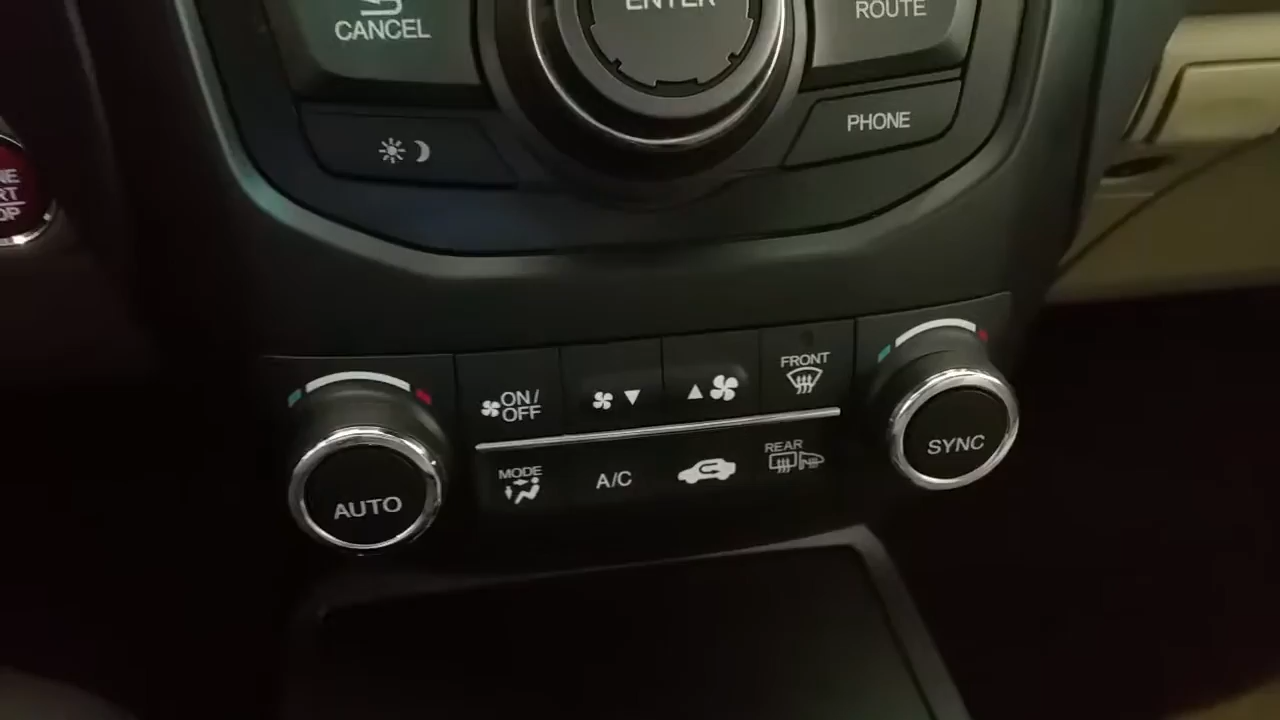 CANCEL
ENTER
ROUTE
PHONE
ON/
OFF
FRONT
MODE
A/C
REAR
AUTO
SYNC